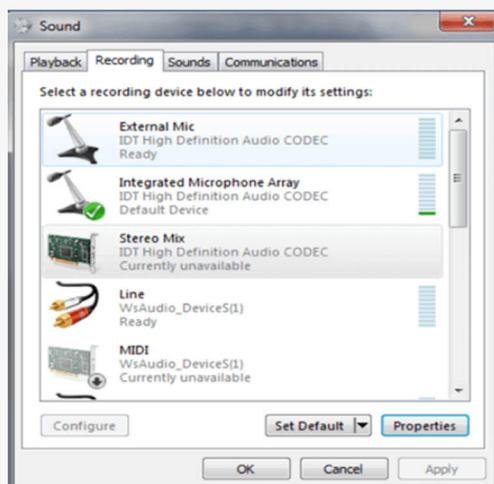 Sound
Playback Recording Sounds Communications
Select a recording device below to modify its settings:
External Mic
IDT High Definition Audio CODEC
Ready
Integrated Microphone Array
IDT High Definition Audio CODEC
Default Device
Stereo Mix
IDT High Definition Audio CODEC
Currently unavailable
Line
WsAudio_DeviceS(1)
Ready
MIDI
WsAudio_DeviceS(1)
Currently unavailable
Configure Set Default Properties
OK Cancel Apply